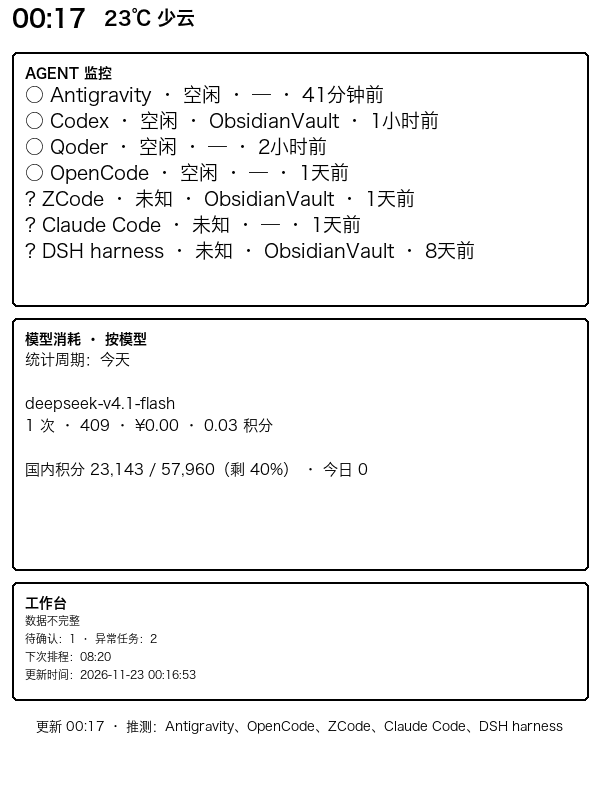 00:17 23℃ 少云
AGENT 监控
○ Antigravity · 空闲 · — · 41分钟前
○ Codex · 空闲 · ObsidianVault · 1小时前
○ Qoder · 空闲 · — · 2小时前
○ OpenCode · 空闲 · — · 1天前
? ZCode · 未知 · ObsidianVault · 1天前
? Claude Code · 未知 · — · 1天前
? DSH harness · 未知 · ObsidianVault · 8天前
模型消耗 · 按模型
统计周期：今天
deepseek-v4.1-flash
1 次 · 409 · ¥0.00 · 0.03 积分
国内积分 23,143 / 57,960（剩 40%） · 今日 0
工作台
数据不完整
待确认：1 · 异常任务：2
下次排程：08:20
更新时间：2026-11-23 00:16:53
更新 00:17 · 推测：Antigravity、OpenCode、ZCode、Claude Code、DSH harness